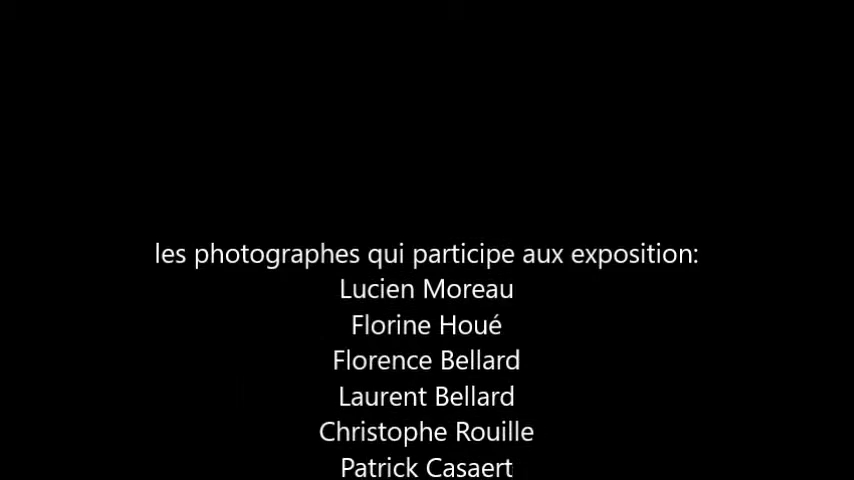 les photographes qui participe aux exposition:
Lucien Moreau
Florine Houé
Florence Bellard
Laurent Bellard
Christophe Rouille
Patrick Casaert